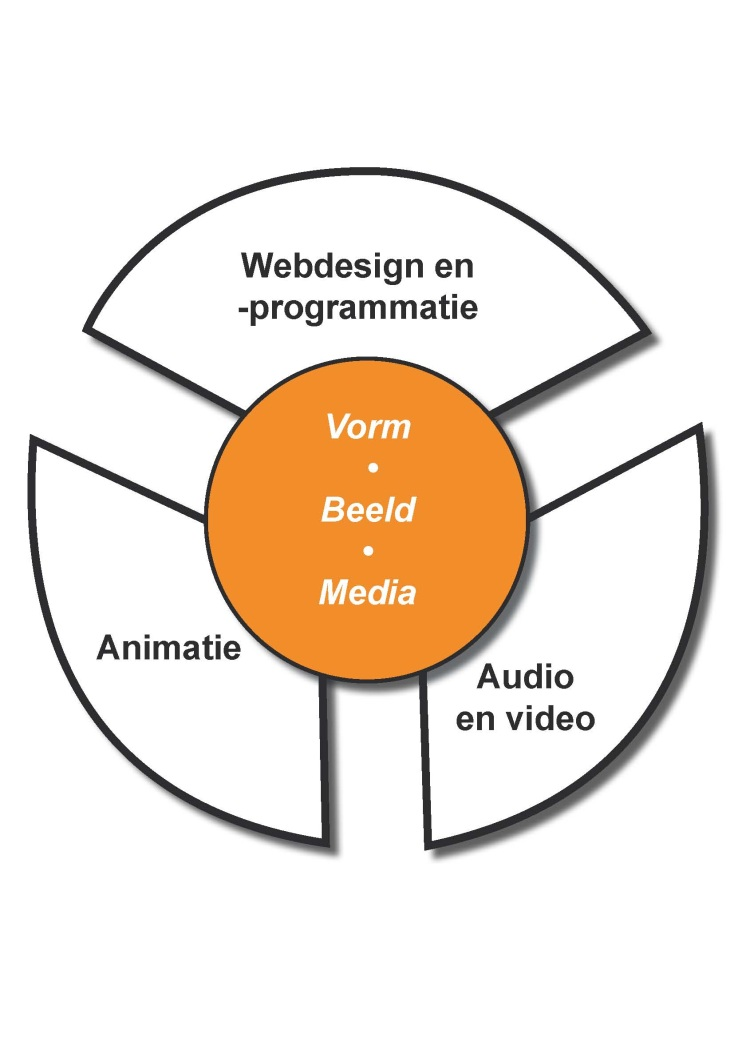 Webdesign en
-programmatie
Vorm
•
Beeld
•
Media
Animatie
Audio
en video